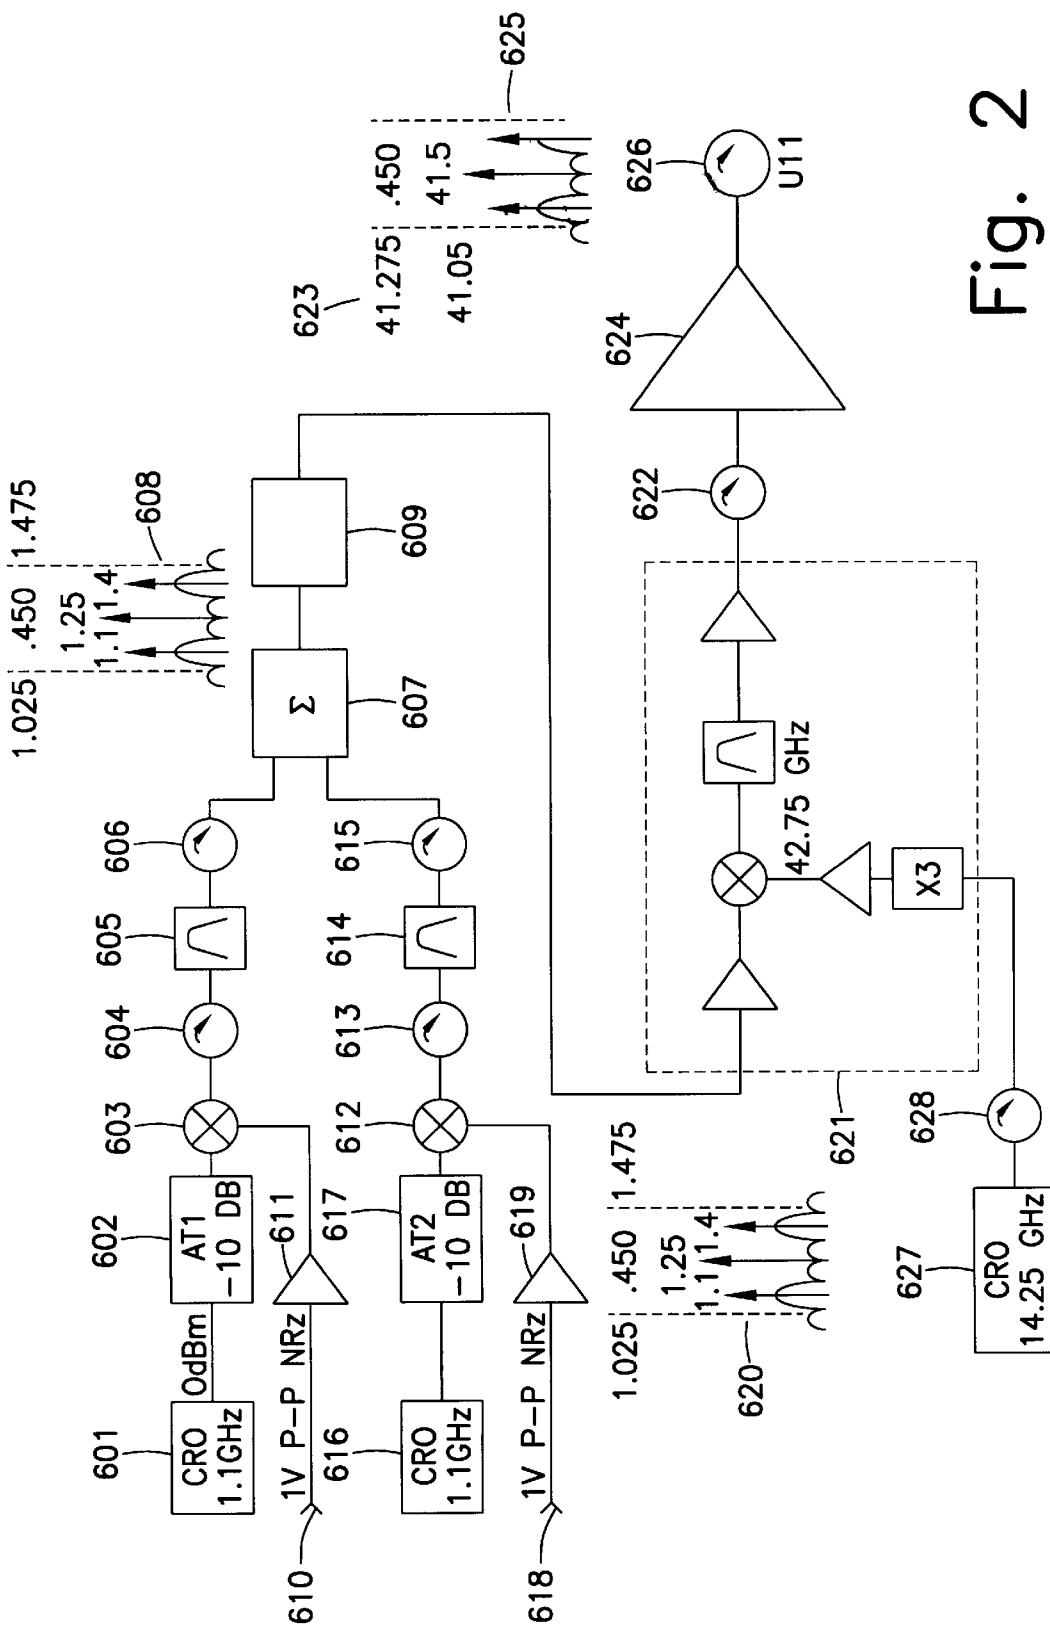 601
CRO
1.1GHz
0dBm
602
AT1
-10 DB
603
604
605
606
610
1V P-P NRz
611
607
Σ
609
1.025
.450
1.475
1.25
1.1
1.4
608
616
CRO
1.1GHz
617
AT2
-10 DB
612
613
614
615
618
1V P-P NRz
619
623
41.275
.450
41.05
41.5
625
1.025
.450
1.475
1.25
1.1
1.4
620
621
42.75 GHz
X3
622
624
626
U11
627
CRO
14.25 GHz
628
Fig. 2